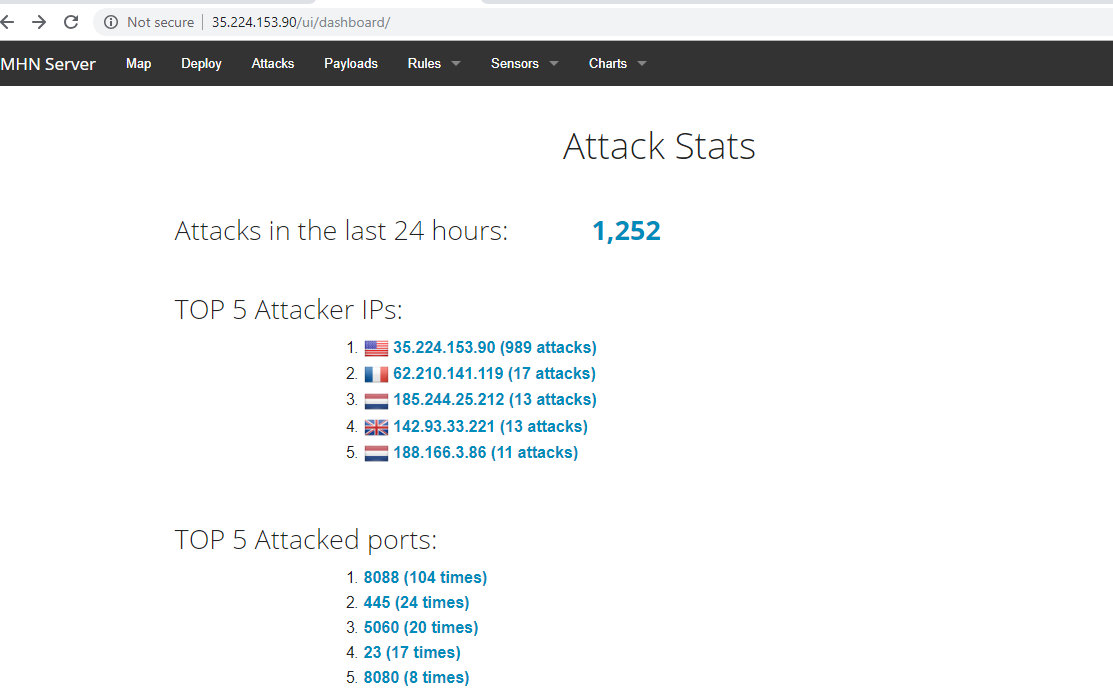 Not secure | 35.224.153.90/ui/dashboard/
MHN Server Map Deploy Attacks Payloads Rules Sensors Charts
Attack Stats
Attacks in the last 24 hours: 1,252
TOP 5 Attacker IPs:
1. 35.224.153.90 (989 attacks)
2. 62.210.141.119 (17 attacks)
3. 185.244.25.212 (13 attacks)
4. 142.93.33.221 (13 attacks)
5. 188.166.3.86 (11 attacks)
TOP 5 Attacked ports:
1. 8088 (104 times)
2. 445 (24 times)
3. 5060 (20 times)
4. 23 (17 times)
5. 8080 (8 times)